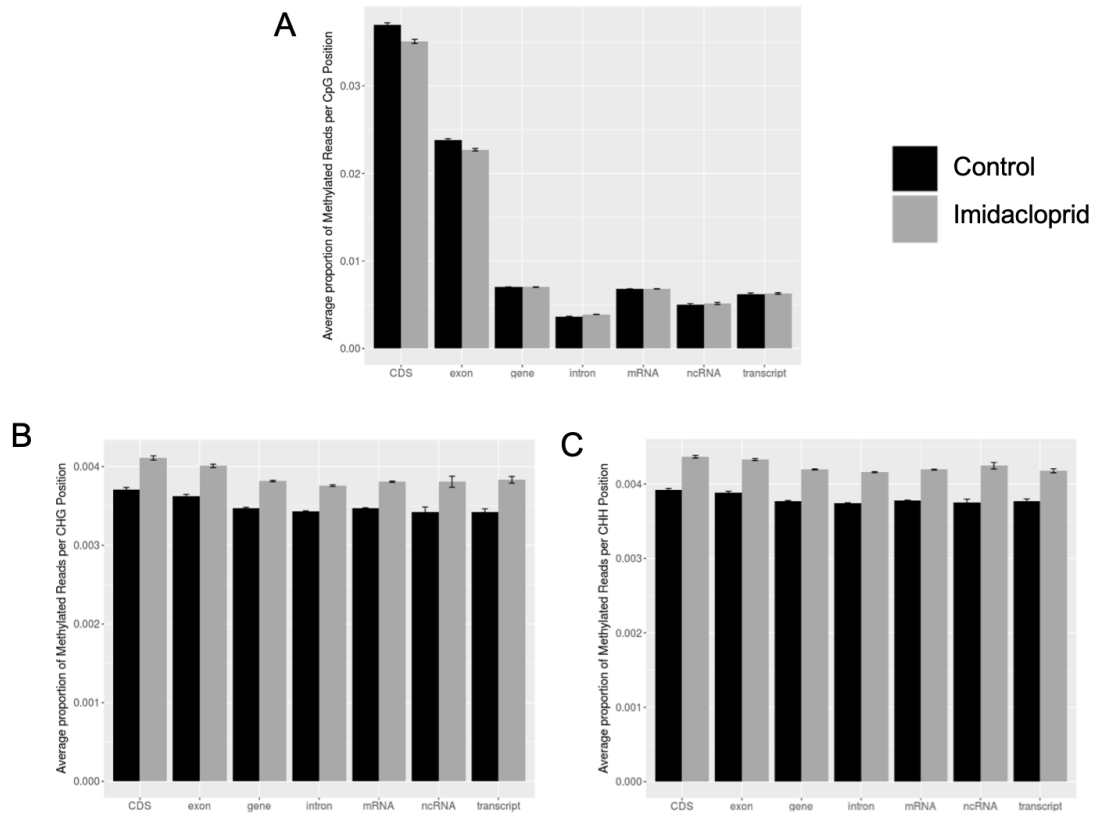 A
Average proportion of Methylated Reads per CpG Position
0.03
0.02
0.01
0.00
CDS exon gene intron mRNA ncRNA transcript
Control
Imidacloprid
B
Average proportion of Methylated Reads per CHG Position
0.004
0.003
0.002
0.001
0.000
CDS exon gene intron mRNA ncRNA transcript
C
Average proportion of Methylated Reads per CHH Position
0.004
0.003
0.002
0.001
0.000
CDS exon gene intron mRNA ncRNA transcript